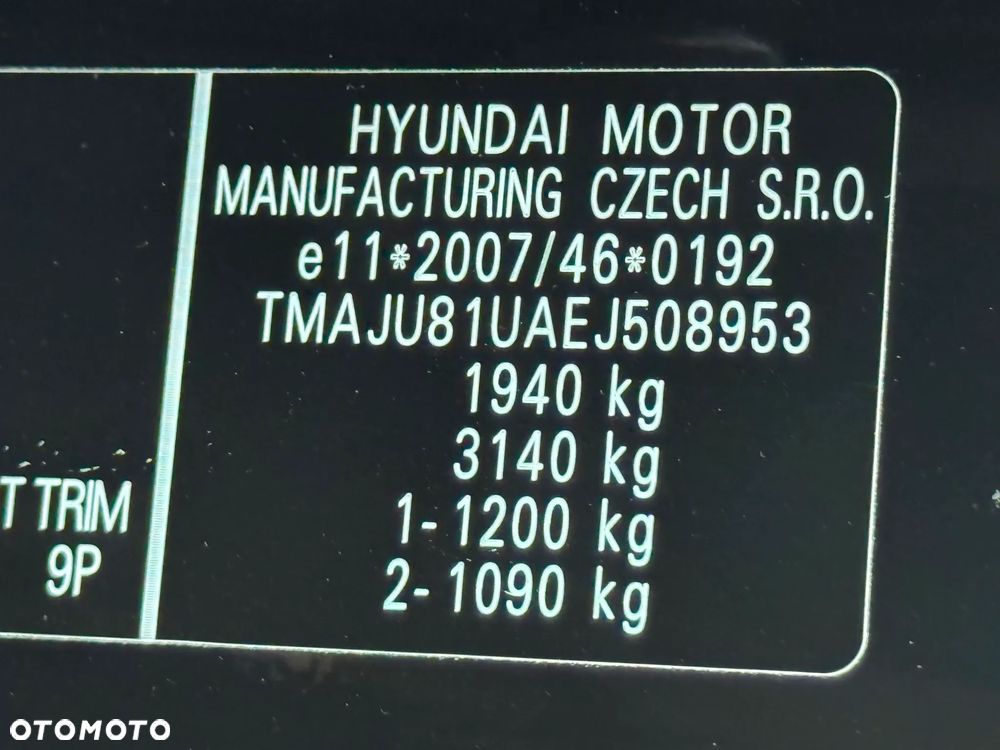 HYUNDAI MOTOR
MANUFACTURING CZECH S.R.O.
e11*2007/46*0192
TMAJU81UAEJ508953
1940 kg
3140 kg
1-1200 kg
2-1090 kg
T TRIM
9P
OTOMOTO